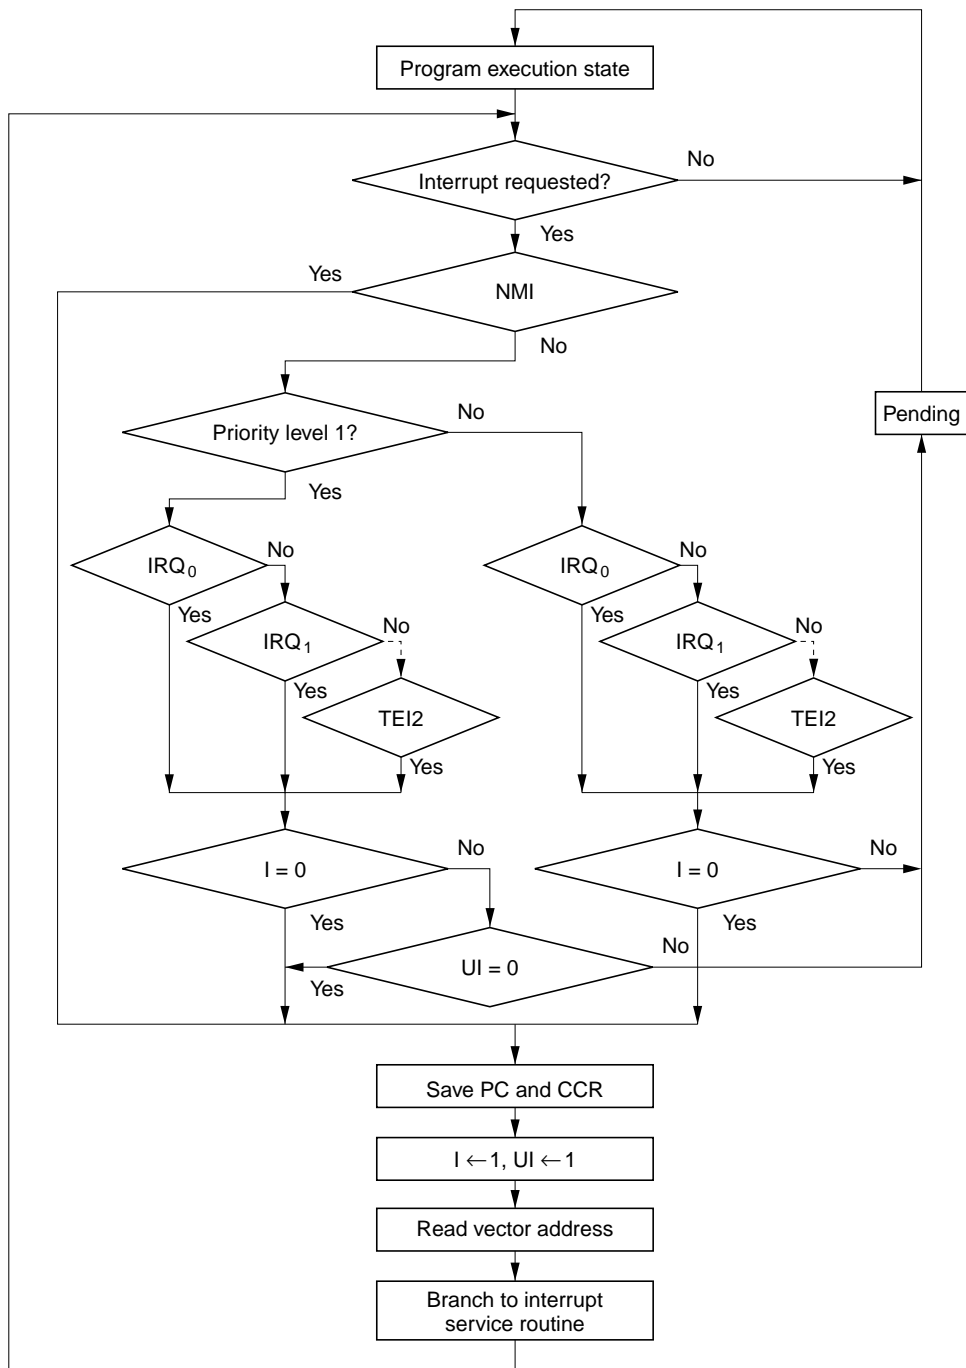 Program execution state
Interrupt requested?
No
Yes
Yes
NMI
No
Priority level 1?
No
Pending
Yes
IRQ0
No
IRQ0
No
Yes
Yes
IRQ1
No
IRQ1
No
Yes
Yes
TEI2
TEI2
Yes
Yes
I = 0
No
I = 0
No
Yes
Yes
UI = 0
No
Yes
Save PC and CCR
I ←1, UI ←1
Read vector address
Branch to interrupt
service routine